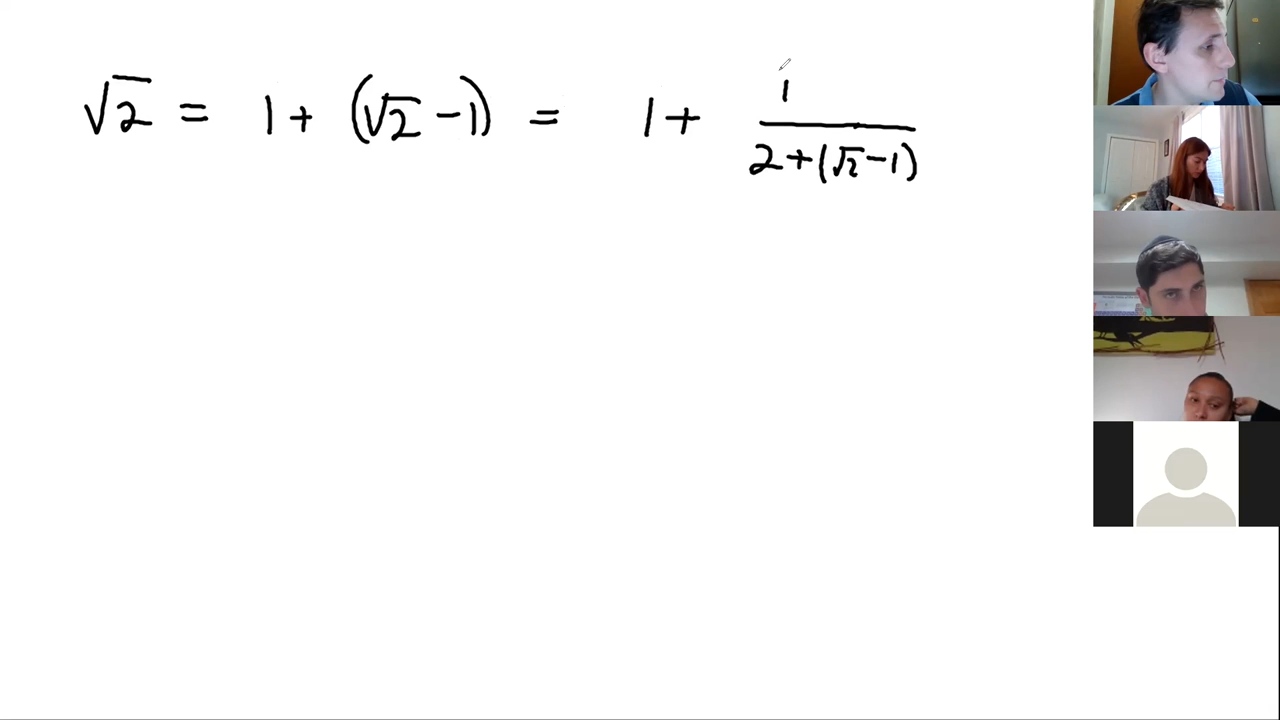 √2 = 1 + (√2 - 1) = 1 + 1/(2+(√2-1))